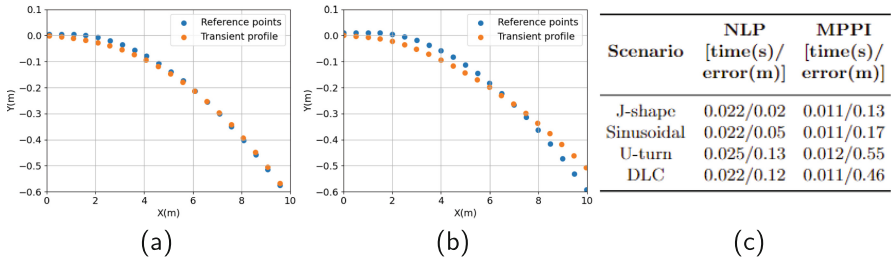 0.1
0.0
-0.1
-0.2
-0.3
-0.4
-0.5
-0.6
Y(m)
0 2 4 6 8 10
X(m)
Reference points
Transient profile
(a)
0.1
0.0
-0.1
-0.2
-0.3
-0.4
-0.5
-0.6
Y(m)
0 2 4 6 8 10
X(m)
Reference points
Transient profile
(b)
Scenario NLP [time(s)/ error(m)] MPPI [time(s)/ error(m)]
J-shape 0.022/0.02 0.011/0.13
Sinusoidal 0.022/0.05 0.011/0.17
U-turn 0.025/0.13 0.012/0.55
DLC 0.022/0.12 0.011/0.46
(c)